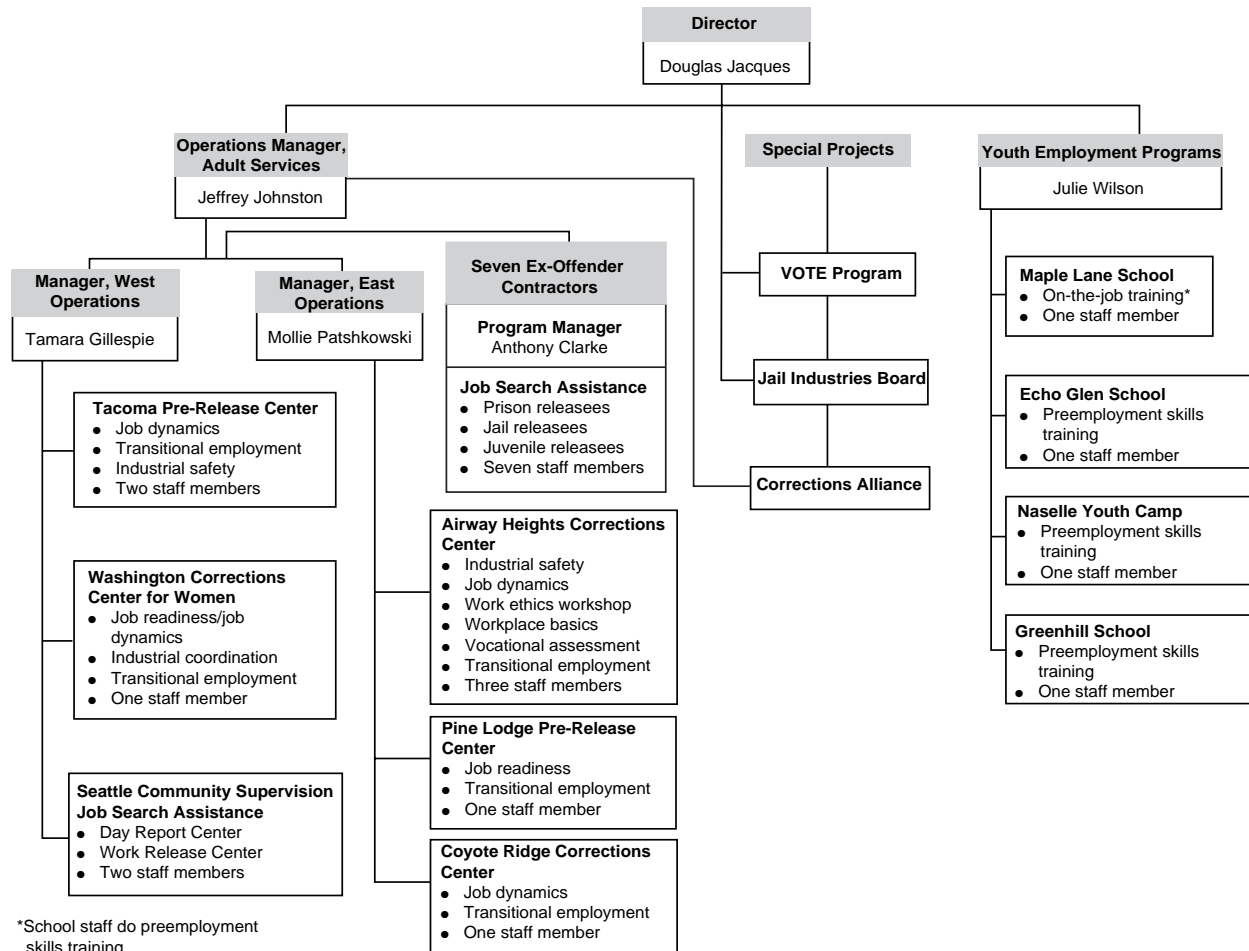 Director
Douglas Jacques
Operations Manager,
Adult Services
Jeffrey Johnston
Special Projects
Youth Employment Programs
Julie Wilson
Manager, West
Operations
Tamara Gillespie
Manager, East
Operations
Mollie Patshkowski
Seven Ex-Offender
Contractors
Program Manager
Anthony Clarke
Job Search Assistance
● Prison releasees
● Jail releasees
● Juvenile releasees
● Seven staff members
VOTE Program
Jail Industries Board
Corrections Alliance
Maple Lane School
● On-the-job training*
● One staff member
Echo Glen School
● Preemployment skills
training
● One staff member
Naselle Youth Camp
● Preemployment skills
training
● One staff member
Greenhill School
● Preemployment skills
training
● One staff member
Tacoma Pre-Release Center
● Job dynamics
● Transitional employment
● Industrial safety
● Two staff members
Washington Corrections
Center for Women
● Job readiness/job
dynamics
● Industrial coordination
● Transitional employment
● One staff member
Seattle Community Supervision
Job Search Assistance
● Day Report Center
● Work Release Center
● Two staff members
Airway Heights Corrections
Center
● Industrial safety
● Job dynamics
● Work ethics workshop
● Workplace basics
● Vocational assessment
● Transitional employment
● Three staff members
Pine Lodge Pre-Release
Center
● Job readiness
● Transitional employment
● One staff member
Coyote Ridge Corrections
Center
● Job dynamics
● Transitional employment
● One staff member
*School staff do preemployment
skills training